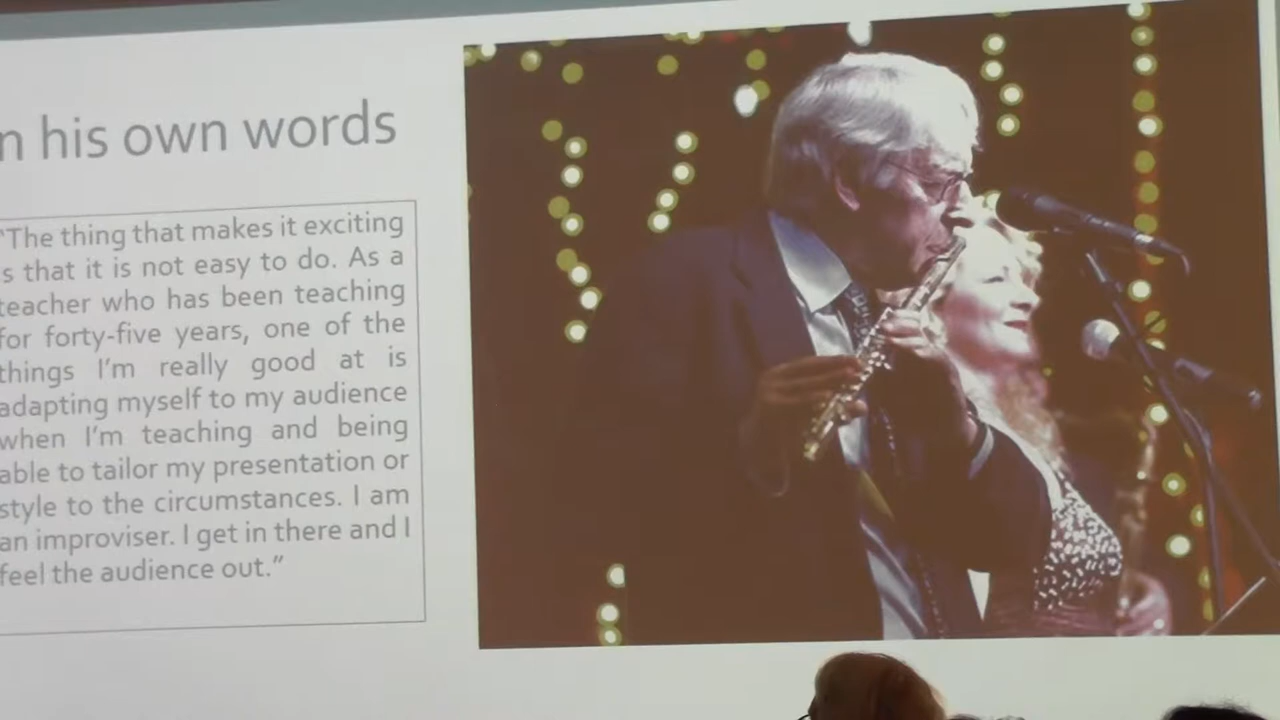 n his own words
"The thing that makes it exciting
s that it is not easy to do. As a
teacher who has been teaching
for forty-five years, one of the
things I'm really good at is
adapting myself to my audience
when I'm teaching and being
able to tailor my presentation or
style to the circumstances. I am
an improviser. I get in there and I
feel the audience out."